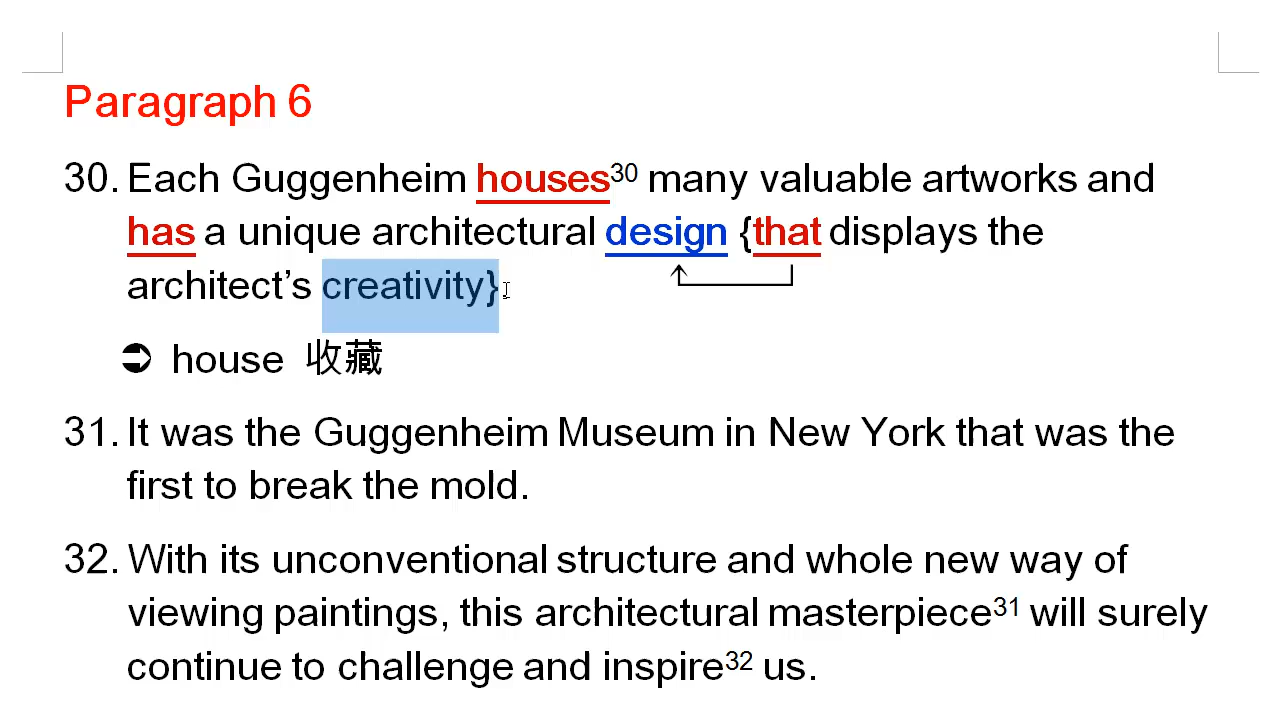 Paragraph 6
30. Each Guggenheim houses30 many valuable artworks and
has a unique architectural design {that displays the
architect’s creativity}.
➲ house 收藏
31. It was the Guggenheim Museum in New York that was the
first to break the mold.
32. With its unconventional structure and whole new way of
viewing paintings, this architectural masterpiece31 will surely
continue to challenge and inspire32 us.